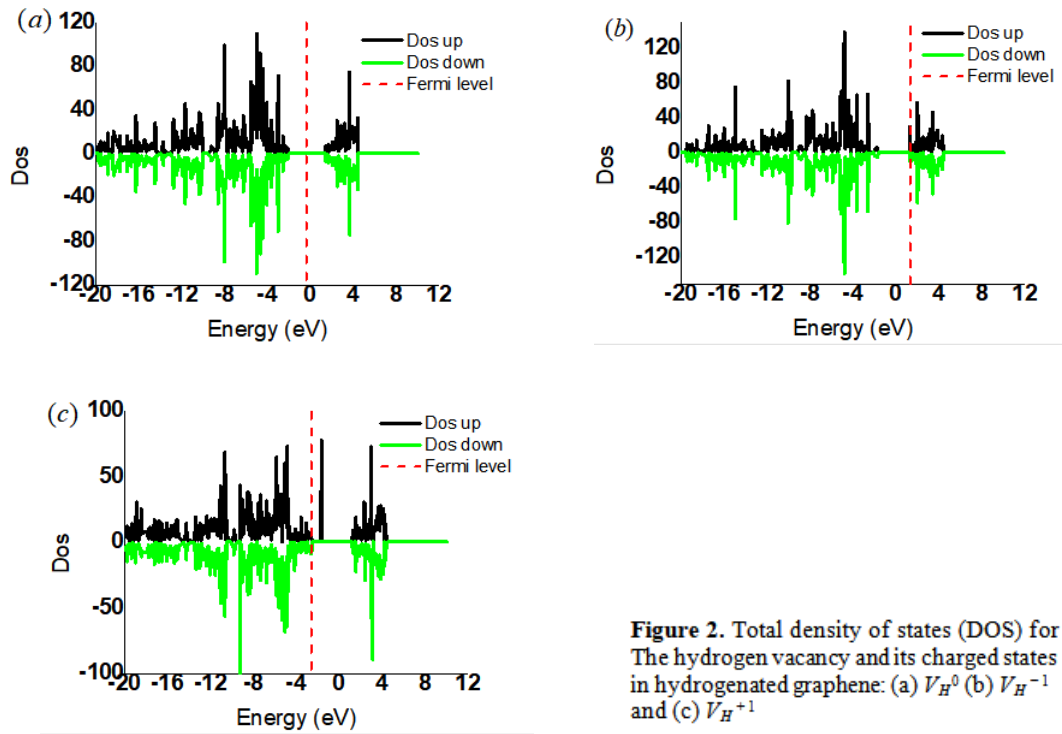 (a)
120
80
40
0
-40
-80
-120
Dos
-20 -16 -12 -8 -4 0 4 8 12
Energy (eV)
Dos up
Dos down
Fermi level
(b)
120
80
40
0
-40
-80
-120
Dos
-20 -16 -12 -8 -4 0 4 8 12
Energy (eV)
Dos up
Dos down
Fermi level
(c)
100
50
0
-50
-100
Dos
-20 -16 -12 -8 -4 0 4 8 12
Energy (eV)
Dos up
Dos down
Fermi level
Figure 2. Total density of states (DOS) for
The hydrogen vacancy and its charged states
in hydrogenated graphene: (a) V_H⁰ (b) V_H⁻¹
and (c) V_H⁺¹